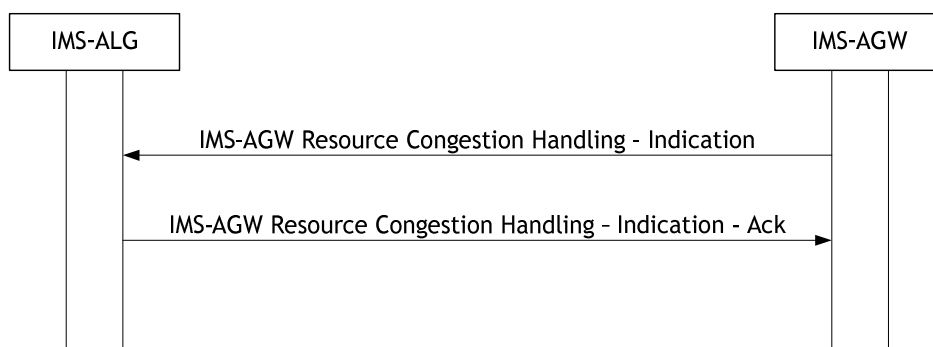 IMS-ALG
IMS-AGW
IMS-AGW Resource Congestion Handling - Indication
IMS-AGW Resource Congestion Handling – Indication - Ack